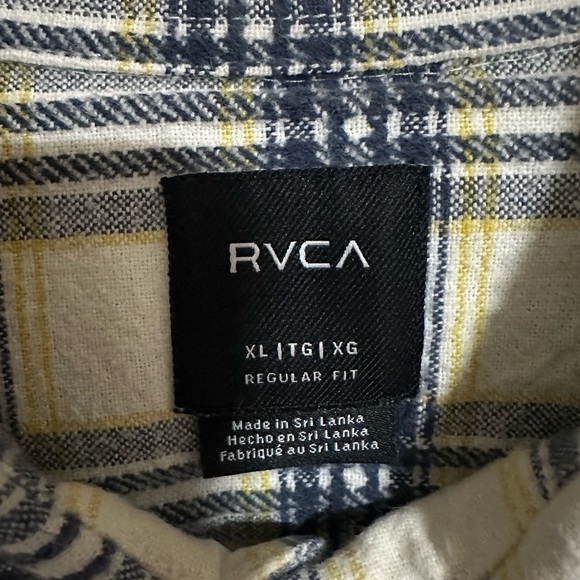 RVCA
XL | TG | XG
REGULAR FIT
Made in Sri Lanka
Hecho en Sri Lanka
Fabriqué au Sri Lanka